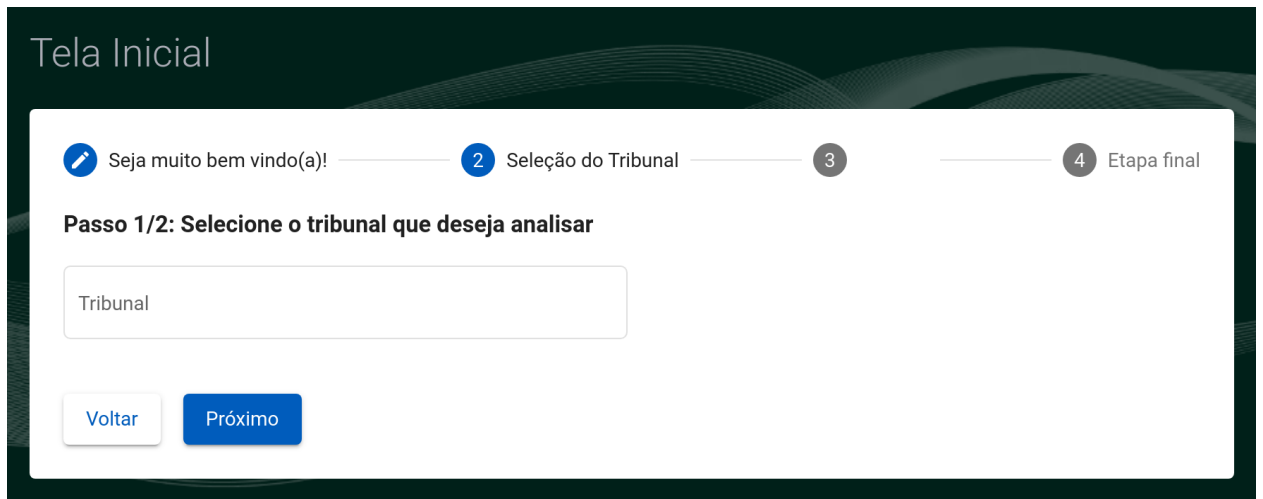 Tela Inicial
Seja muito bem vindo(a)! 2 Seleção do Tribunal 3 4 Etapa final
Passo 1/2: Selecione o tribunal que deseja analisar
Tribunal
Voltar Próximo